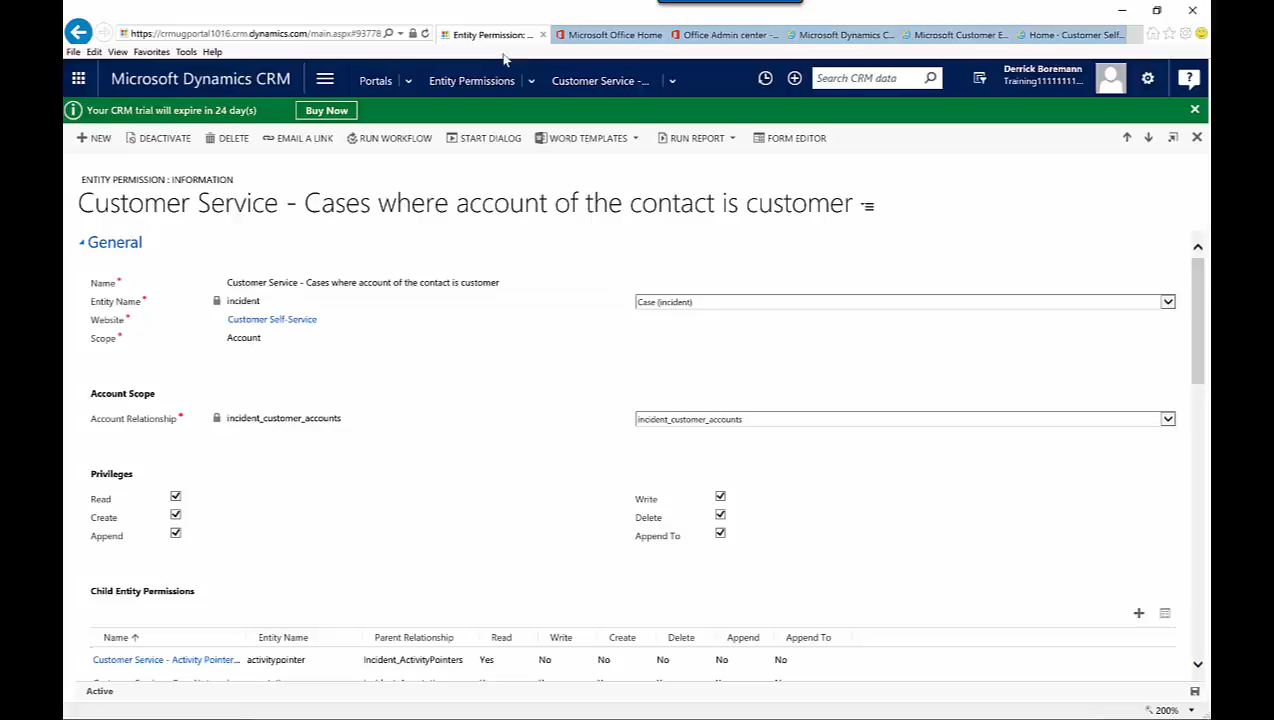 https://crmugportal1016.crm.dynamics.com/main.aspx#93778
Entity Permission: ...
Microsoft Office Home
Office Admin center - ...
Microsoft Dynamics C...
Microsoft Customer E...
Home - Customer Self...
File Edit View Favorites Tools Help
Microsoft Dynamics CRM
Portals
Entity Permissions
Customer Service -...
Search CRM data
Derrick Boremann
Training11111111...
Your CRM trial will expire in 24 day(s)
Buy Now
NEW
DEACTIVATE
DELETE
EMAIL A LINK
RUN WORKFLOW
START DIALOG
WORD TEMPLATES
RUN REPORT
FORM EDITOR
ENTITY PERMISSION : INFORMATION
Customer Service - Cases where account of the contact is customer
General
Name* Customer Service - Cases where account of the contact is customer
Entity Name* incident Case (incident)
Website* Customer Self-Service
Scope* Account
Account Scope
Account Relationship* incident_customer_accounts incident_customer_accounts
Privileges
Read Write
Create Delete
Append Append To
Child Entity Permissions
Name Entity Name Parent Relationship Read Write Create Delete Append Append To
Customer Service - Activity Pointer... activitypointer Incident_ActivityPointers Yes No No No No No
Active
200%